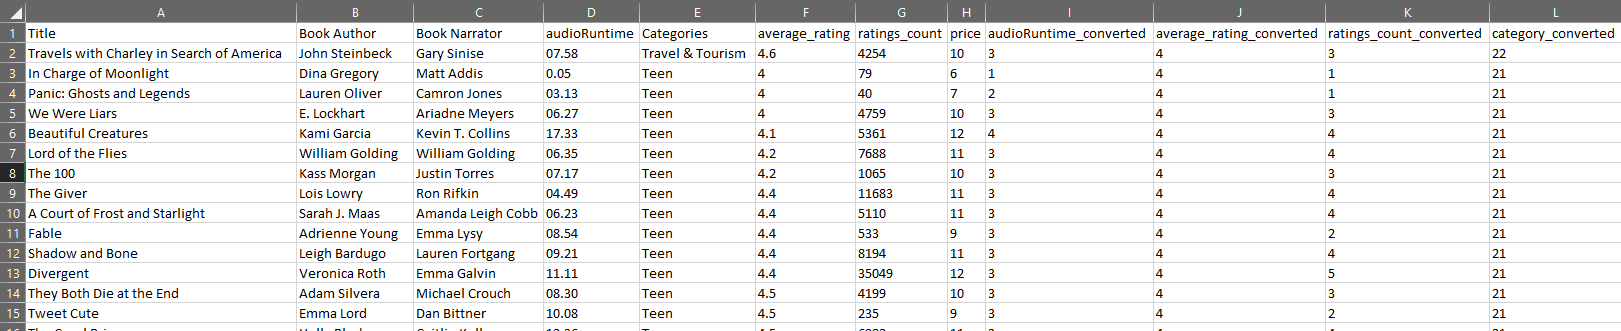 A B C D E F G H I J K L
1 Title Book Author Book Narrator audioRuntime Categories average_rating ratings_count price audioRuntime_converted average_rating_converted ratings_count_converted category_converted
2 Travels with Charley in Search of America John Steinbeck Gary Sinise 07.58 Travel & Tourism 4.6 4254 10 3 4 3 22
3 In Charge of Moonlight Dina Gregory Matt Addis 0.05 Teen 4 79 6 1 4 1 21
4 Panic: Ghosts and Legends Lauren Oliver Camron Jones 03.13 Teen 4 40 7 2 4 1 21
5 We Were Liars E. Lockhart Ariadne Meyers 06.27 Teen 4 4759 10 3 4 3 21
6 Beautiful Creatures Kami Garcia Kevin T. Collins 17.33 Teen 4.1 5361 12 4 4 4 21
7 Lord of the Flies William Golding William Golding 06.35 Teen 4.2 7688 11 3 4 4 21
8 The 100 Kass Morgan Justin Torres 07.17 Teen 4.2 1065 10 3 4 3 21
9 The Giver Lois Lowry Ron Rifkin 04.49 Teen 4.4 11683 11 3 4 4 21
10 A Court of Frost and Starlight Sarah J. Maas Amanda Leigh Cobb 06.23 Teen 4.4 5110 11 3 4 4 21
11 Fable Adrienne Young Emma Lysy 08.54 Teen 4.4 533 9 3 4 2 21
12 Shadow and Bone Leigh Bardugo Lauren Fortgang 09.21 Teen 4.4 8194 11 3 4 4 21
13 Divergent Veronica Roth Emma Galvin 11.11 Teen 4.4 35049 12 3 4 5 21
14 They Both Die at the End Adam Silvera Michael Crouch 08.30 Teen 4.5 4199 10 3 4 3 21
15 Tweet Cute Emma Lord Dan Bittner 10.08 Teen 4.5 235 9 3 4 2 21